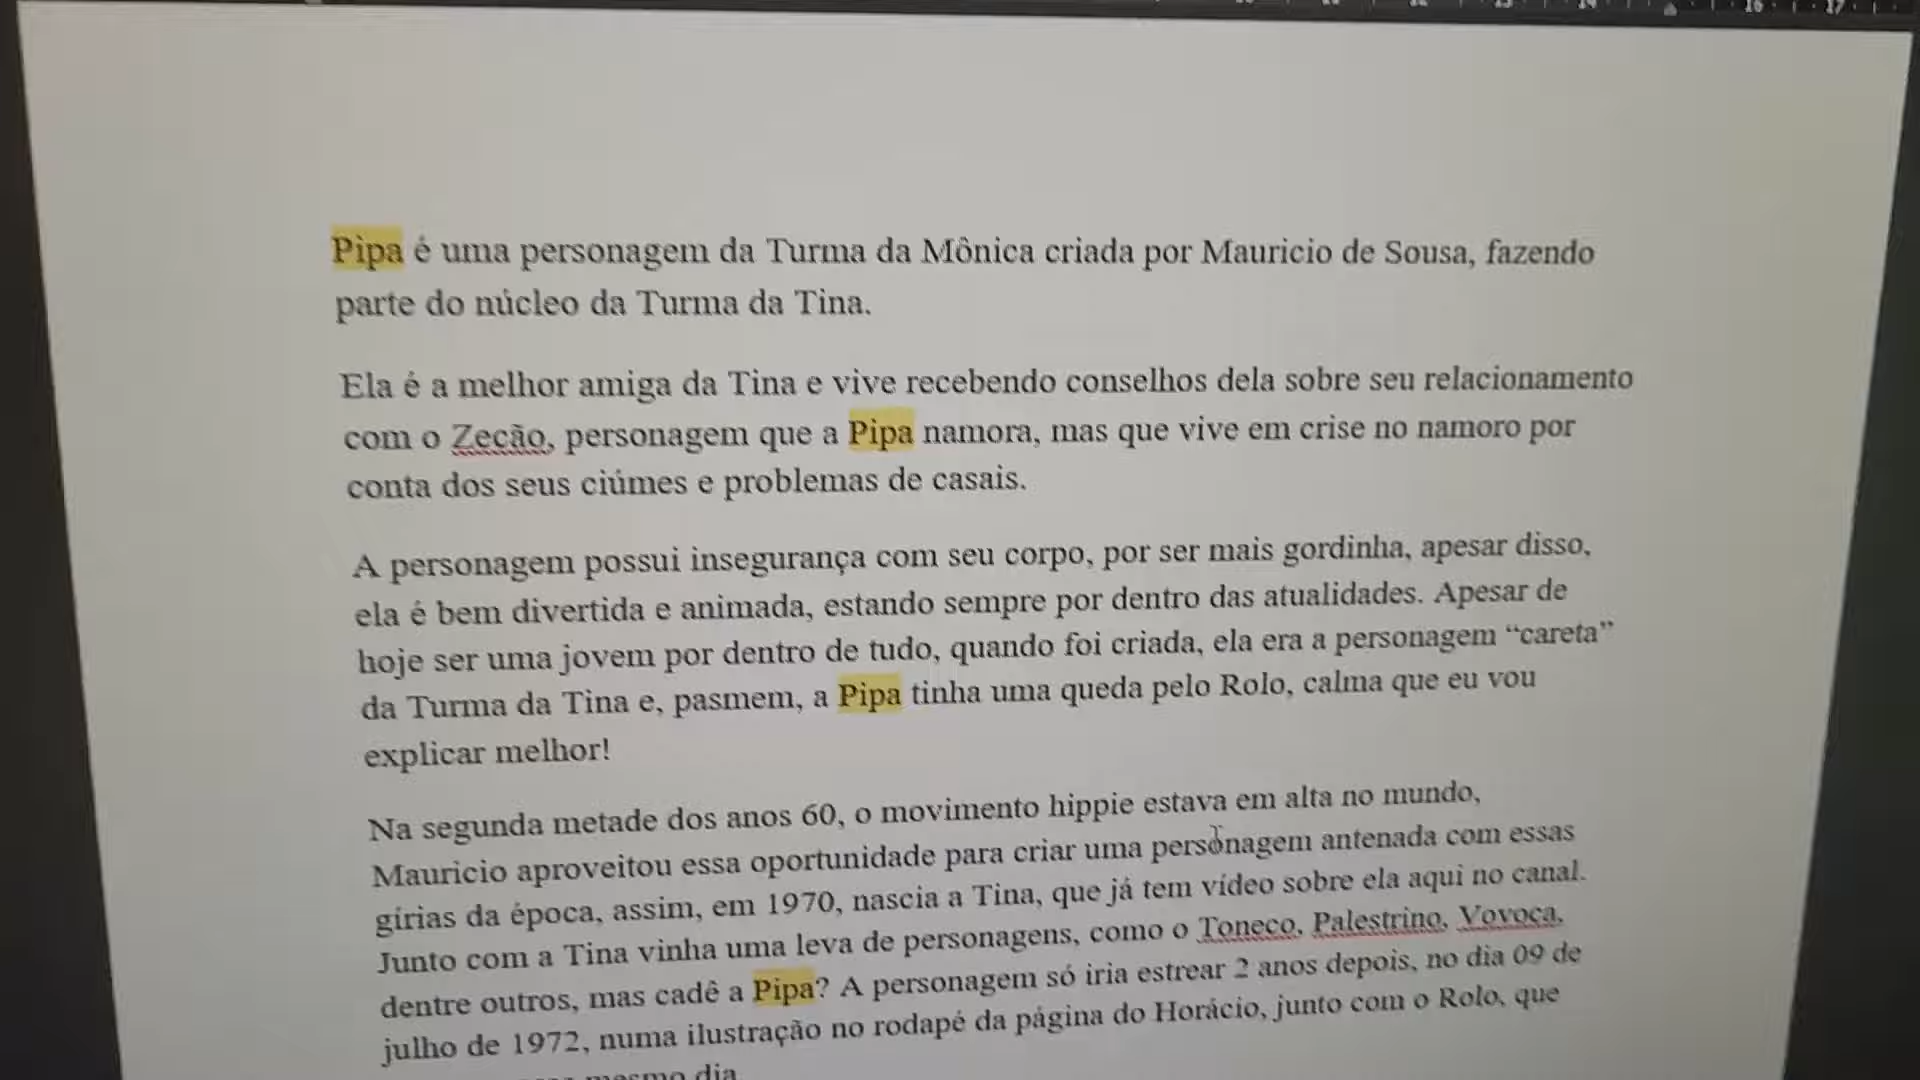 16 17
Pipa é uma personagem da Turma da Mônica criada por Mauricio de Sousa, fazendo
parte do núcleo da Turma da Tina.
Ela é a melhor amiga da Tina e vive recebendo conselhos dela sobre seu relacionamento
com o Zecão, personagem que a Pipa namora, mas que vive em crise no namoro por
conta dos seus ciúmes e problemas de casais.
A personagem possui insegurança com seu corpo, por ser mais gordinha, apesar disso,
ela é bem divertida e animada, estando sempre por dentro das atualidades. Apesar de
hoje ser uma jovem por dentro de tudo, quando foi criada, ela era a personagem “careta”
da Turma da Tina e, pasmem, a Pipa tinha uma queda pelo Rolo, calma que eu vou
explicar melhor!
Na segunda metade dos anos 60, o movimento hippie estava em alta no mundo,
Mauricio aproveitou essa oportunidade para criar uma personagem antenada com essas
gírias da época, assim, em 1970, nascia a Tina, que já tem vídeo sobre ela aqui no canal.
Junto com a Tina vinha uma leva de personagens, como o Toneco, Palestrino, Vovoca,
dentre outros, mas cadê a Pipa? A personagem só iria estrear 2 anos depois, no dia 09 de
julho de 1972, numa ilustração no rodapé da página do Horácio, junto com o Rolo, que
mesmo dia